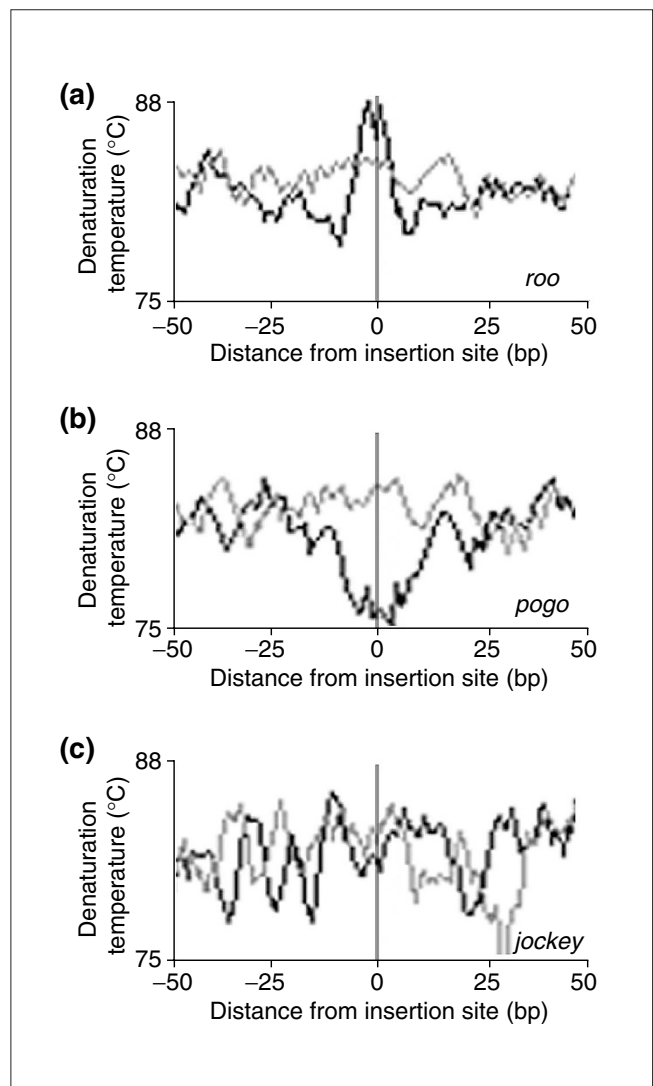 (a)
88
Denaturation
temperature (°C)
75
roo
−50 −25 0 25 50
Distance from insertion site (bp)
(b)
88
Denaturation
temperature (°C)
75
pogo
−50 −25 0 25 50
Distance from insertion site (bp)
(c)
88
Denaturation
temperature (°C)
75
jockey
−50 −25 0 25 50
Distance from insertion site (bp)